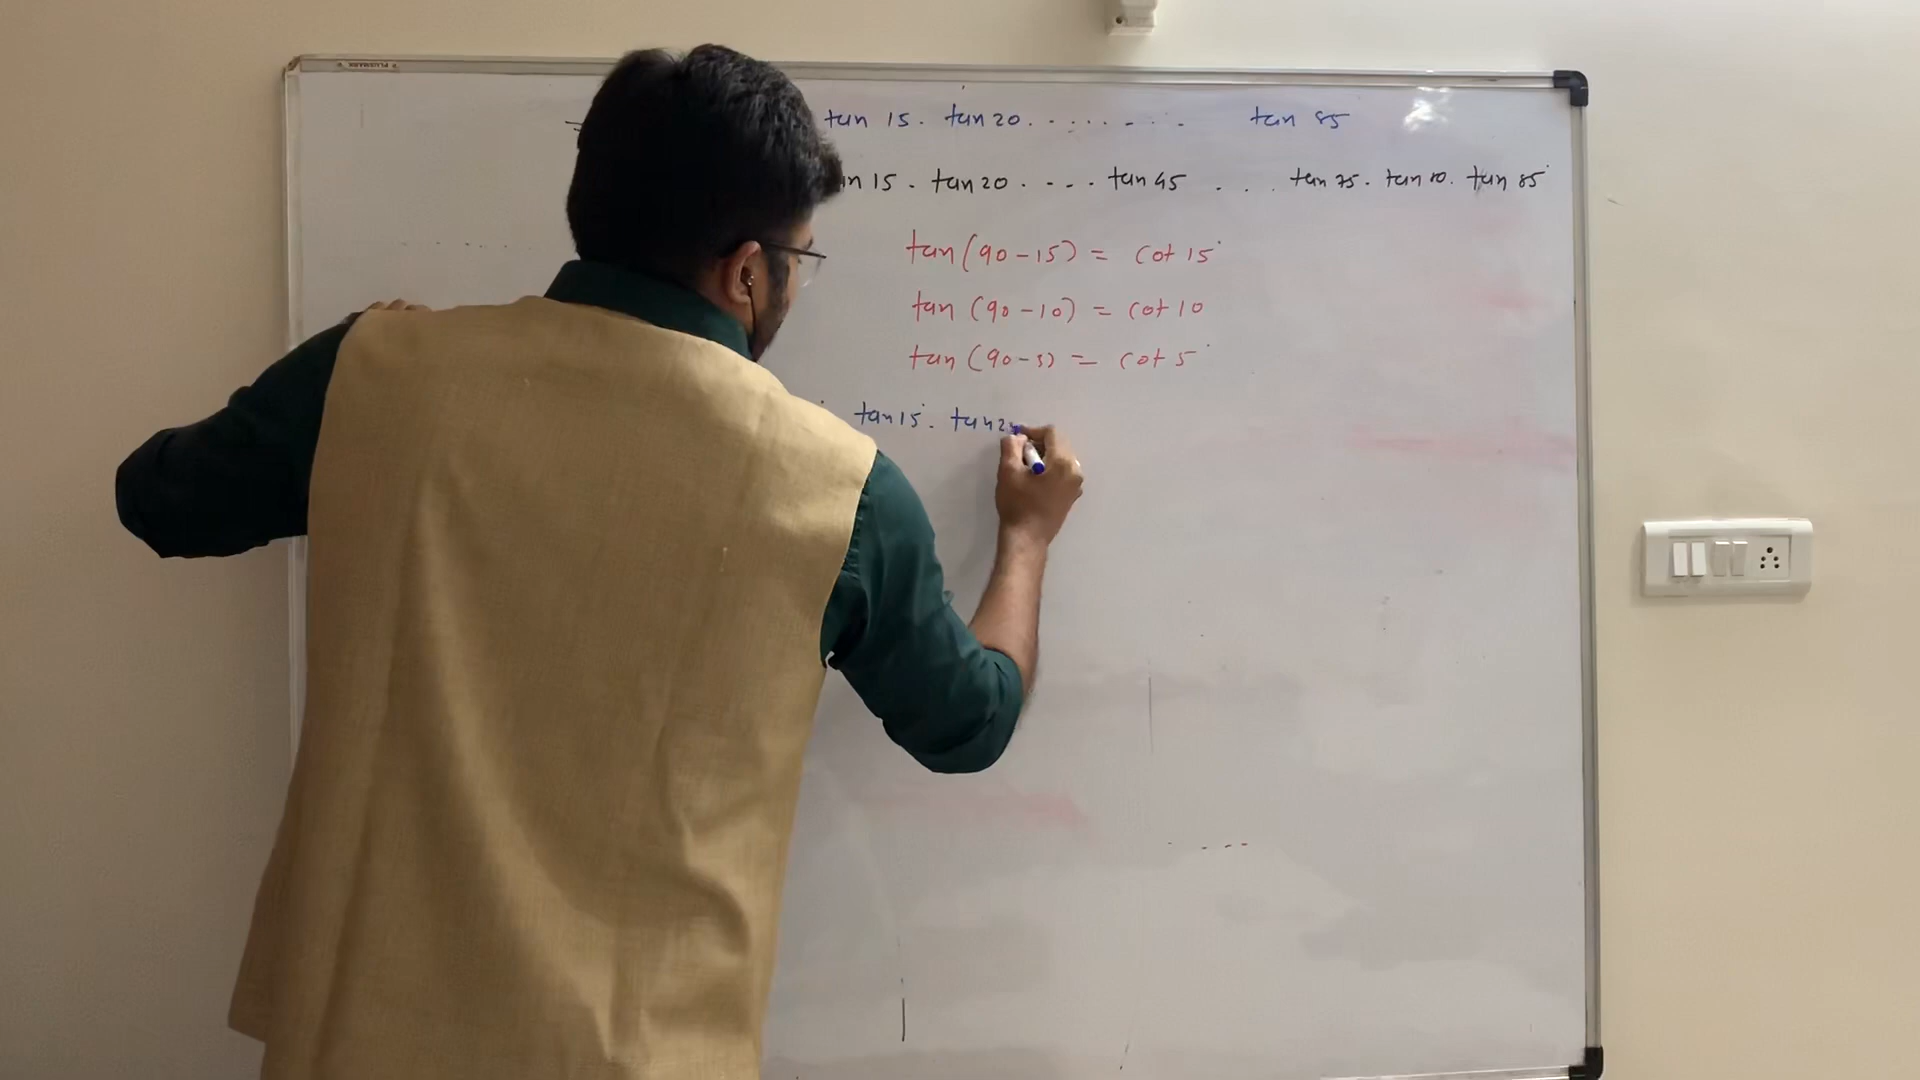 tan 15 . tan 20 . . . . . . - . . tan 85
n 15 . tan 20 . - - . tan 45 . . . tan 75 . tan 80 . tan 85°
tan (90 - 15) = cot 15°
tan (90 - 10) = cot 10
tan (90 - 5) = cot 5°
tan 15° . tan 2